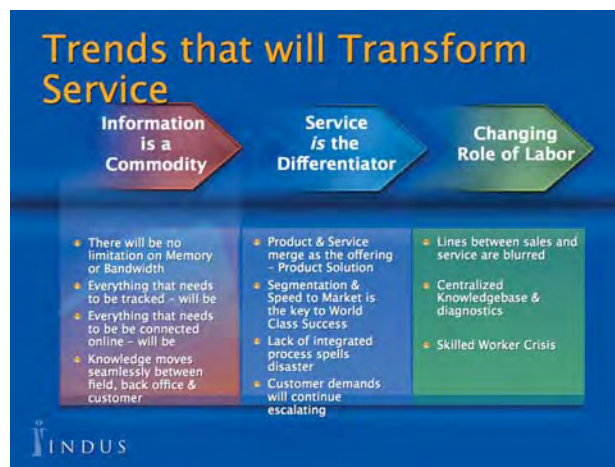 Trends that will Transform
Service
Information
is a
Commodity
Service
is the
Differentiator
Changing
Role of Labor
There will be no
limitation on Memory
or Bandwidth
Everything that needs
to be tracked – will be
Everything that needs
to be be connected
online – will be
Knowledge moves
seamlessly between
field, back office &
customer
Product & Service
merge as the offering
– Product Solution
Segmentation &
Speed to Market is
the key to World
Class Success
Lack of integrated
process spells
disaster
Customer demands
will continue
escalating
Lines between sales and
service are blurred
Centralized
Knowledgebase &
diagnostics
Skilled Worker Crisis
INDUS